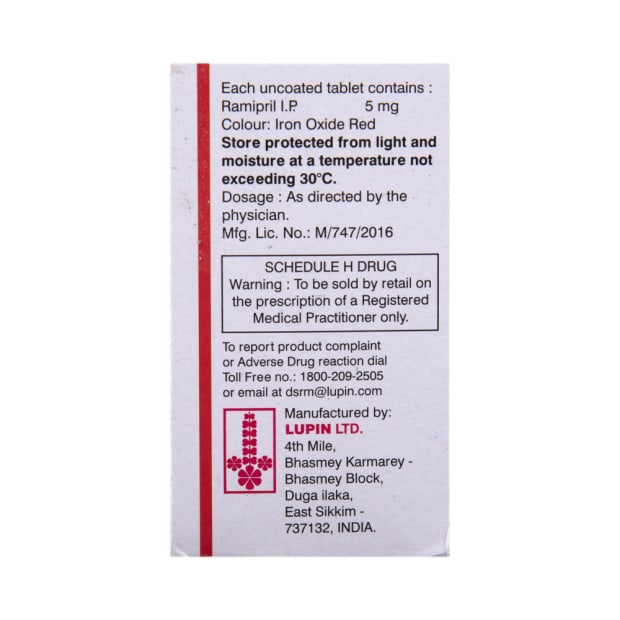 Each uncoated tablet contains :
Ramipril I.P. 5 mg
Colour: Iron Oxide Red
Store protected from light and
moisture at a temperature not
exceeding 30°C.
Dosage : As directed by the
physician.
Mfg. Lic. No.: M/747/2016
SCHEDULE H DRUG
Warning : To be sold by retail on
the prescription of a Registered
Medical Practitioner only.
To report product complaint
or Adverse Drug reaction dial
Toll Free no.: 1800-209-2505
or email at dsrm@lupin.com
Manufactured by:
LUPIN LTD.
4th Mile,
Bhasmey Karmarey -
Bhasmey Block,
Duga ilaka,
East Sikkim -
737132, INDIA.